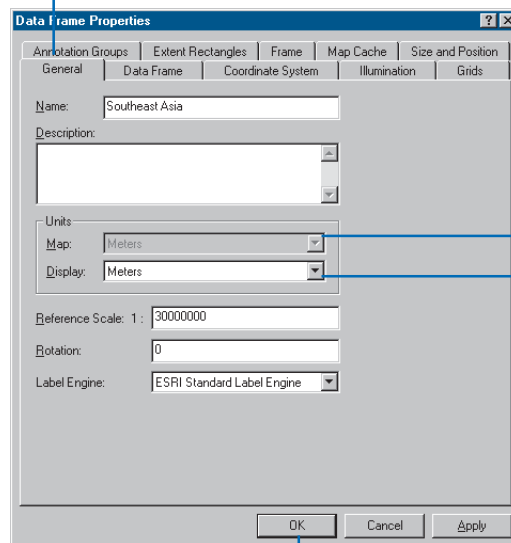 Data Frame Properties
Annotation Groups Extent Rectangles Frame Map Cache Size and Position
General Data Frame Coordinate System Illumination Grids
Name: Southeast Asia
Description:
Units
Map: Meters
Display: Meters
Reference Scale: 1 : 30000000
Rotation: 0
Label Engine: ESRI Standard Label Engine
OK Cancel Apply